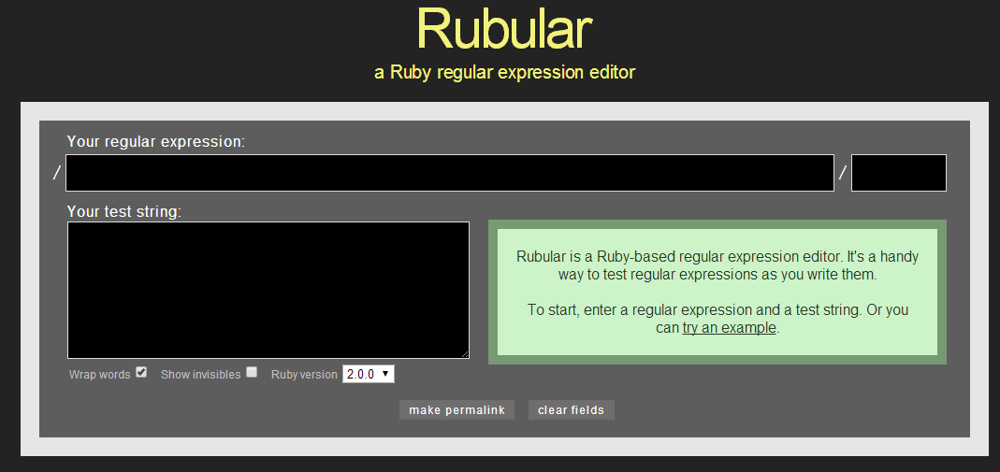 Rubular
a Ruby regular expression editor
Your regular expression:
/ /
Your test string:
Rubular is a Ruby-based regular expression editor. It's a handy
way to test regular expressions as you write them.
To start, enter a regular expression and a test string. Or you
can try an example.
Wrap words Show invisibles Ruby version 2.0.0
make permalink clear fields